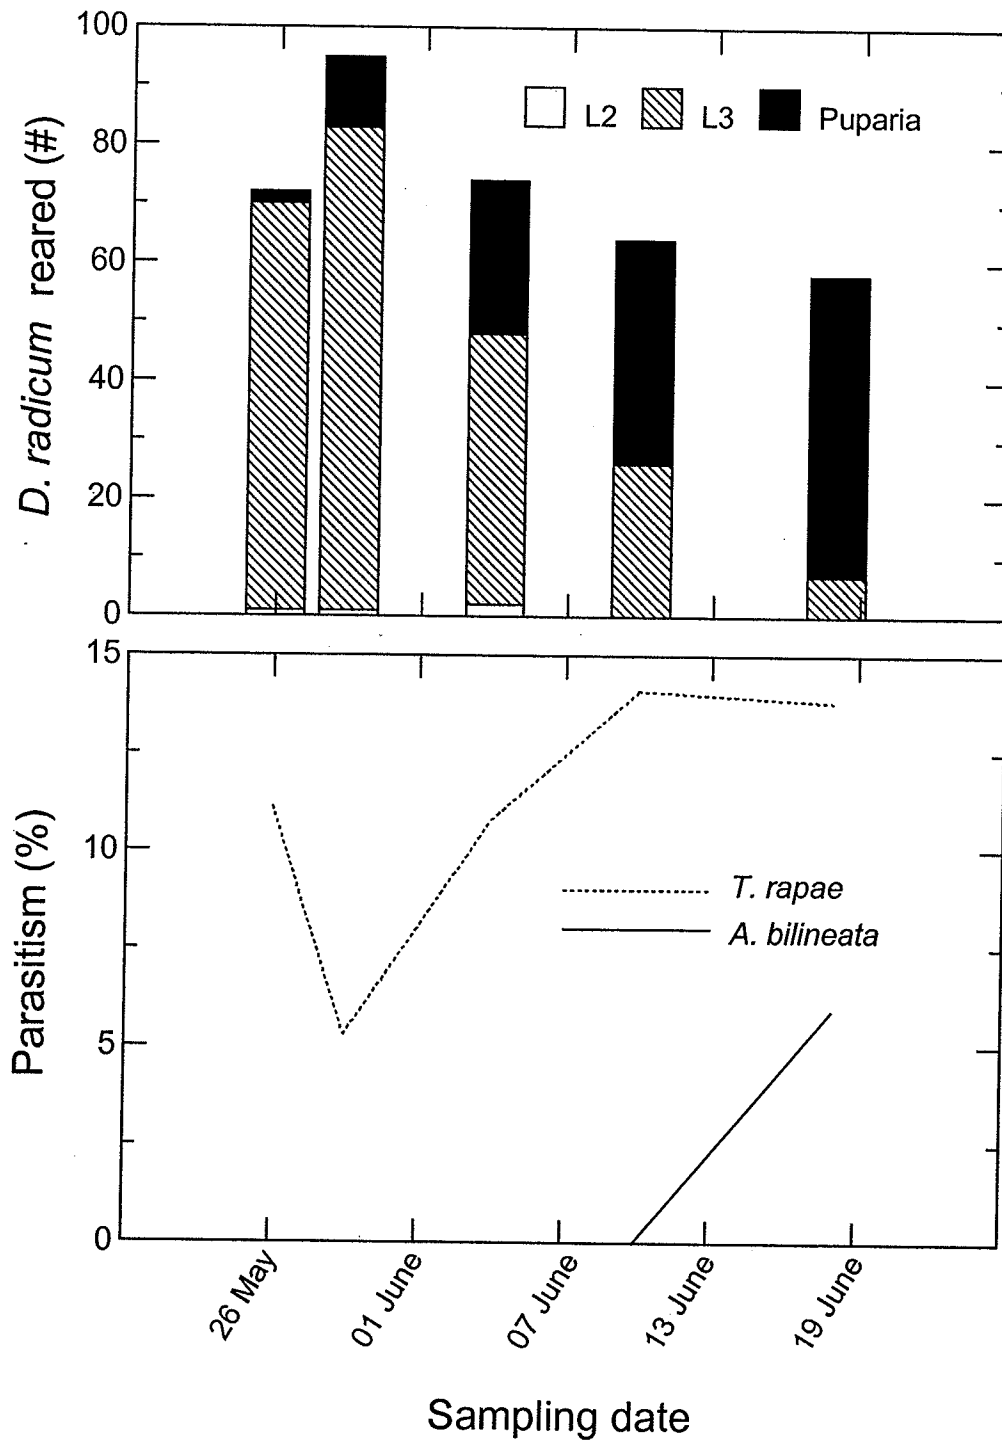 100
80
60
40
20
0
D. radicum reared (#)
L2 L3 Puparia
15
10
5
0
Parasitism (%)
T. rapae
A. bilineata
26 May 01 June 07 June 13 June 19 June
Sampling date